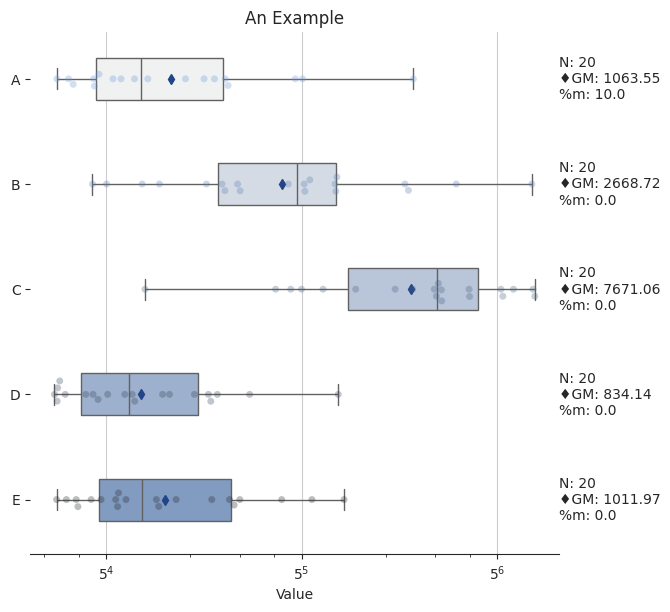 An Example
A
N: 20
♦GM: 1063.55
%m: 10.0
B
N: 20
♦GM: 2668.72
%m: 0.0
C
N: 20
♦GM: 7671.06
%m: 0.0
D
N: 20
♦GM: 834.14
%m: 0.0
E
N: 20
♦GM: 1011.97
%m: 0.0
5⁴ 5⁵ 5⁶
Value